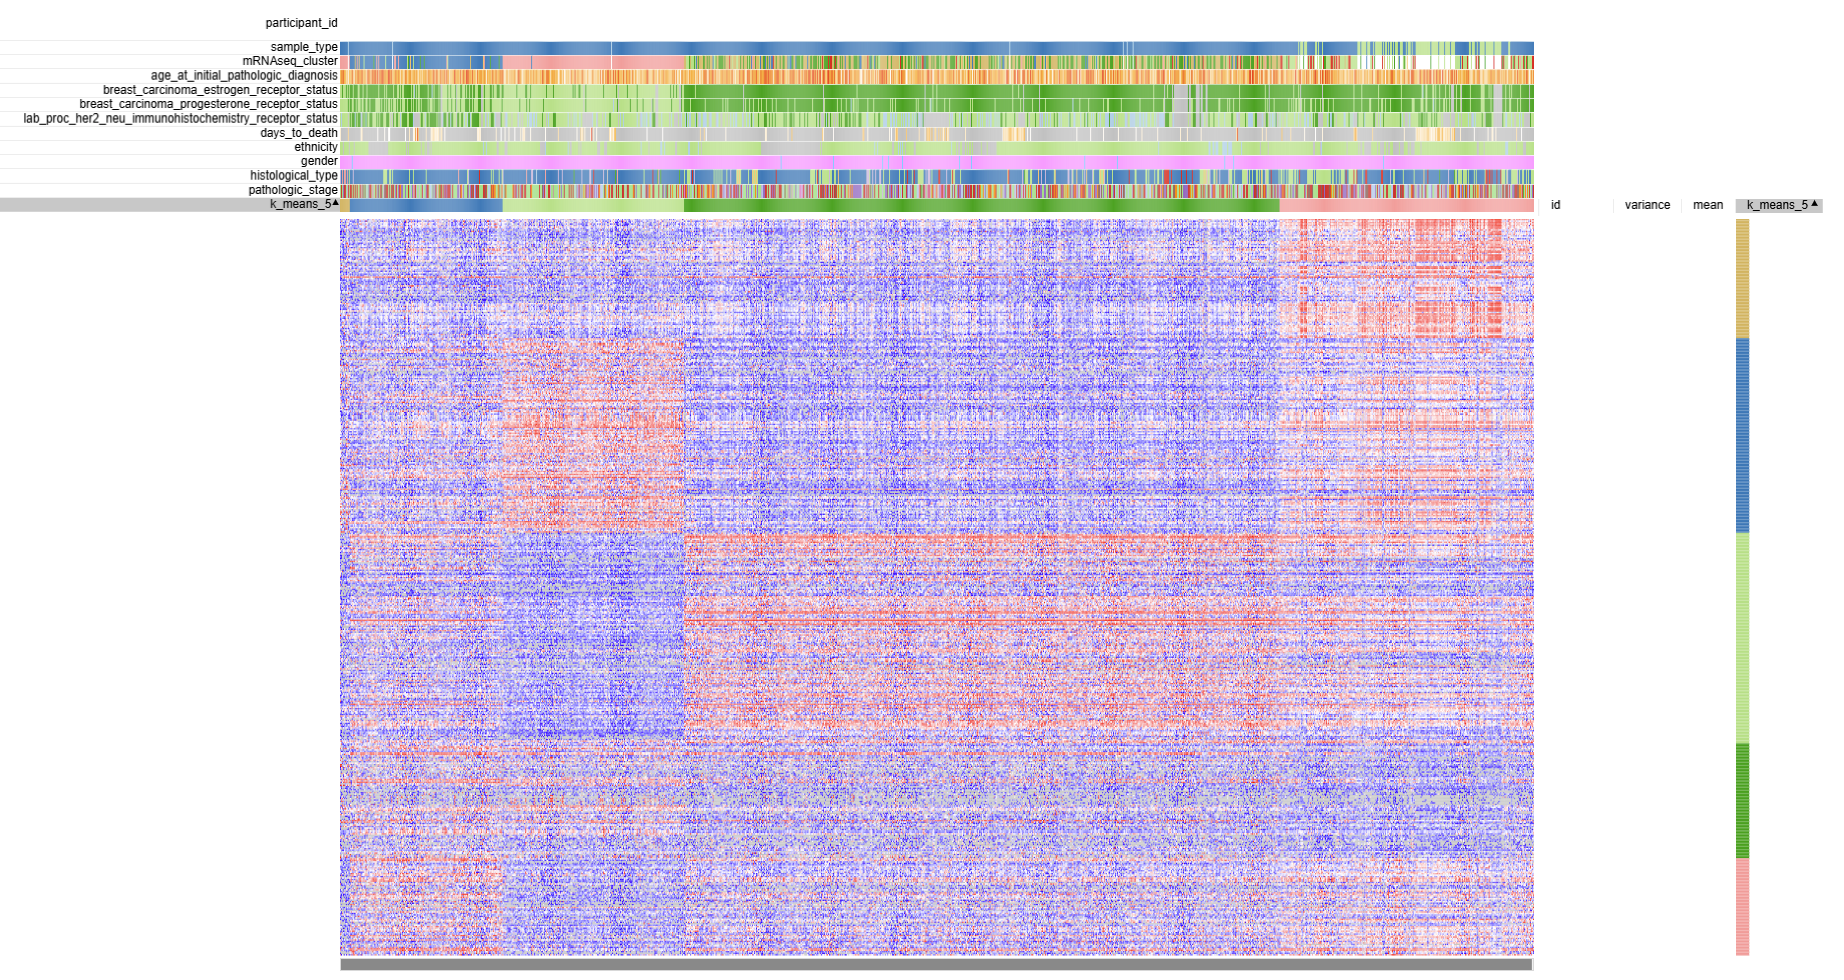 participant_id
sample_type
mRNAseq_cluster
age_at_initial_pathologic_diagnosis
breast_carcinoma_estrogen_receptor_status
breast_carcinoma_progesterone_receptor_status
lab_proc_her2_neu_immunohistochemistry_receptor_status
days_to_death
ethnicity
gender
histological_type
pathologic_stage
k_means_5▲ id variance mean k_means_5▲